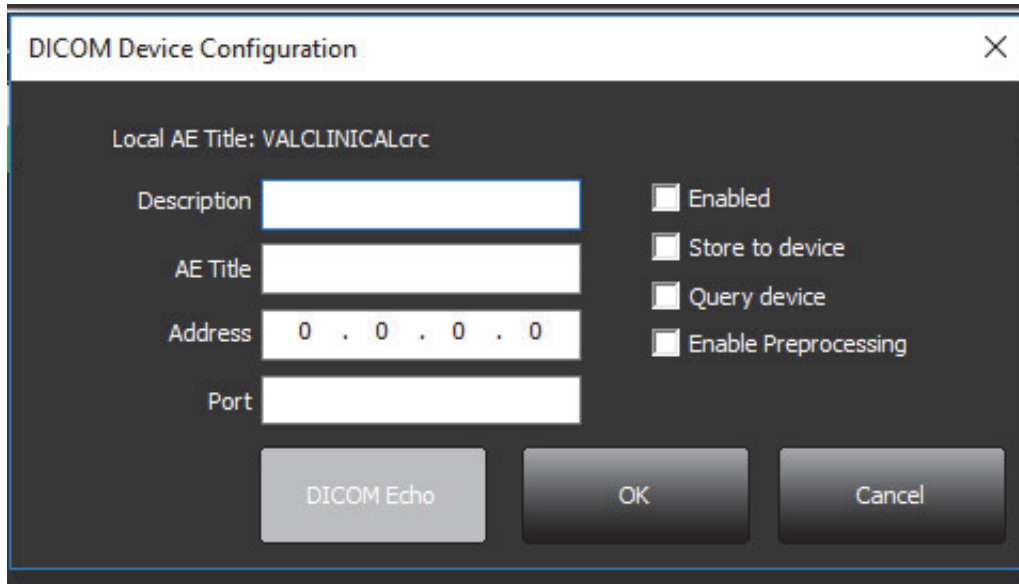 DICOM Device Configuration
Local AE Title: VALCLINICALcrc
Description
AE Title
Address 0 . 0 . 0 . 0
Port
Enabled
Store to device
Query device
Enable Preprocessing
DICOM Echo OK Cancel